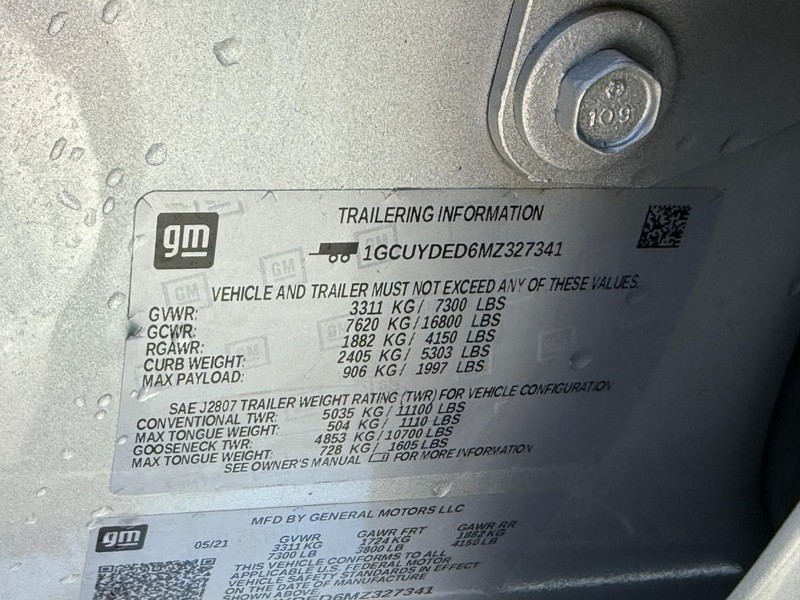 109
TRAILERING INFORMATION
gm
1GCUYDED6MZ327341
VEHICLE AND TRAILER MUST NOT EXCEED ANY OF THESE VALUES.
GVWR: 3311 KG/ 7300 LBS
GCWR: 7620 KG/16800 LBS
RGAWR: 1882 KG/ 4150 LBS
CURB WEIGHT: 2405 KG/ 5303 LBS
MAX PAYLOAD: 906 KG/ 1997 LBS
SAE J2807 TRAILER WEIGHT RATING (TWR) FOR VEHICLE CONFIGURATION
CONVENTIONAL TWR: 5035 KG/11100 LBS
MAX TONGUE WEIGHT: 504 KG/ 1110 LBS
GOOSENECK TWR: 4853 KG/10700 LBS
MAX TONGUE WEIGHT: 728 KG/ 1605 LBS
SEE OWNER'S MANUAL FOR MORE INFORMATION
MFD BY GENERAL MOTORS LLC
gm
05/21 GVWR GAWR FRT GAWR RR
3311 KG 1724 KG 1882 KG
7300 LB 3800 LB 4150 LB
THIS VEHICLE CONFORMS TO ALL
APPLICABLE U.S. FEDERAL MOTOR
VEHICLE SAFETY STANDARDS IN EFFECT
ON THE DATE OF MANUFACTURE
SHOWN ABOVE.
DED6MZ327341